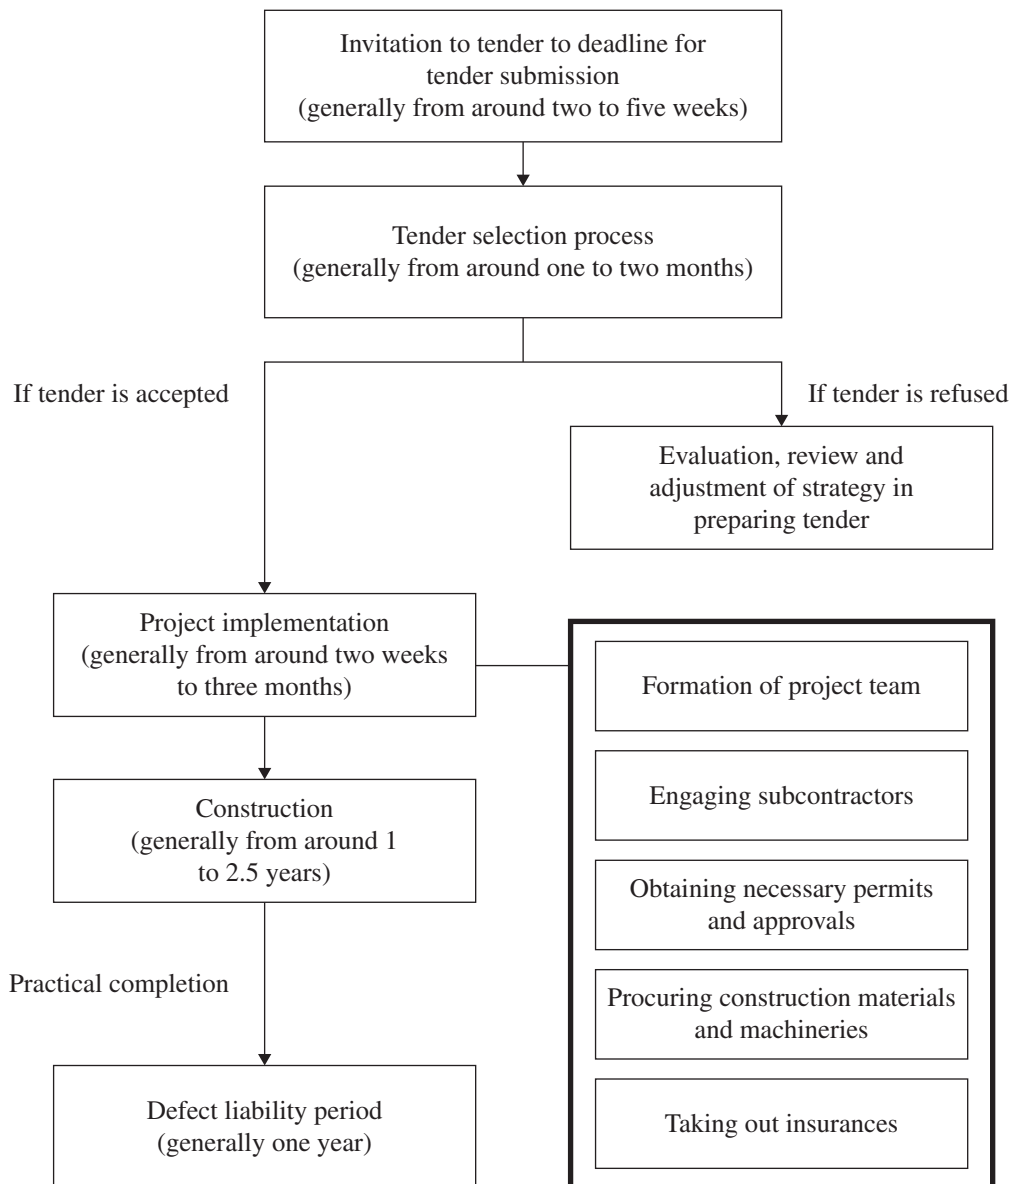 Invitation to tender to deadline for
tender submission
(generally from around two to five weeks)
Tender selection process
(generally from around one to two months)
If tender is accepted
If tender is refused
Evaluation, review and
adjustment of strategy in
preparing tender
Project implementation
(generally from around two weeks
to three months)
Formation of project team
Engaging subcontractors
Construction
(generally from around 1
to 2.5 years)
Obtaining necessary permits
and approvals
Practical completion
Procuring construction materials
and machineries
Defect liability period
(generally one year)
Taking out insurances